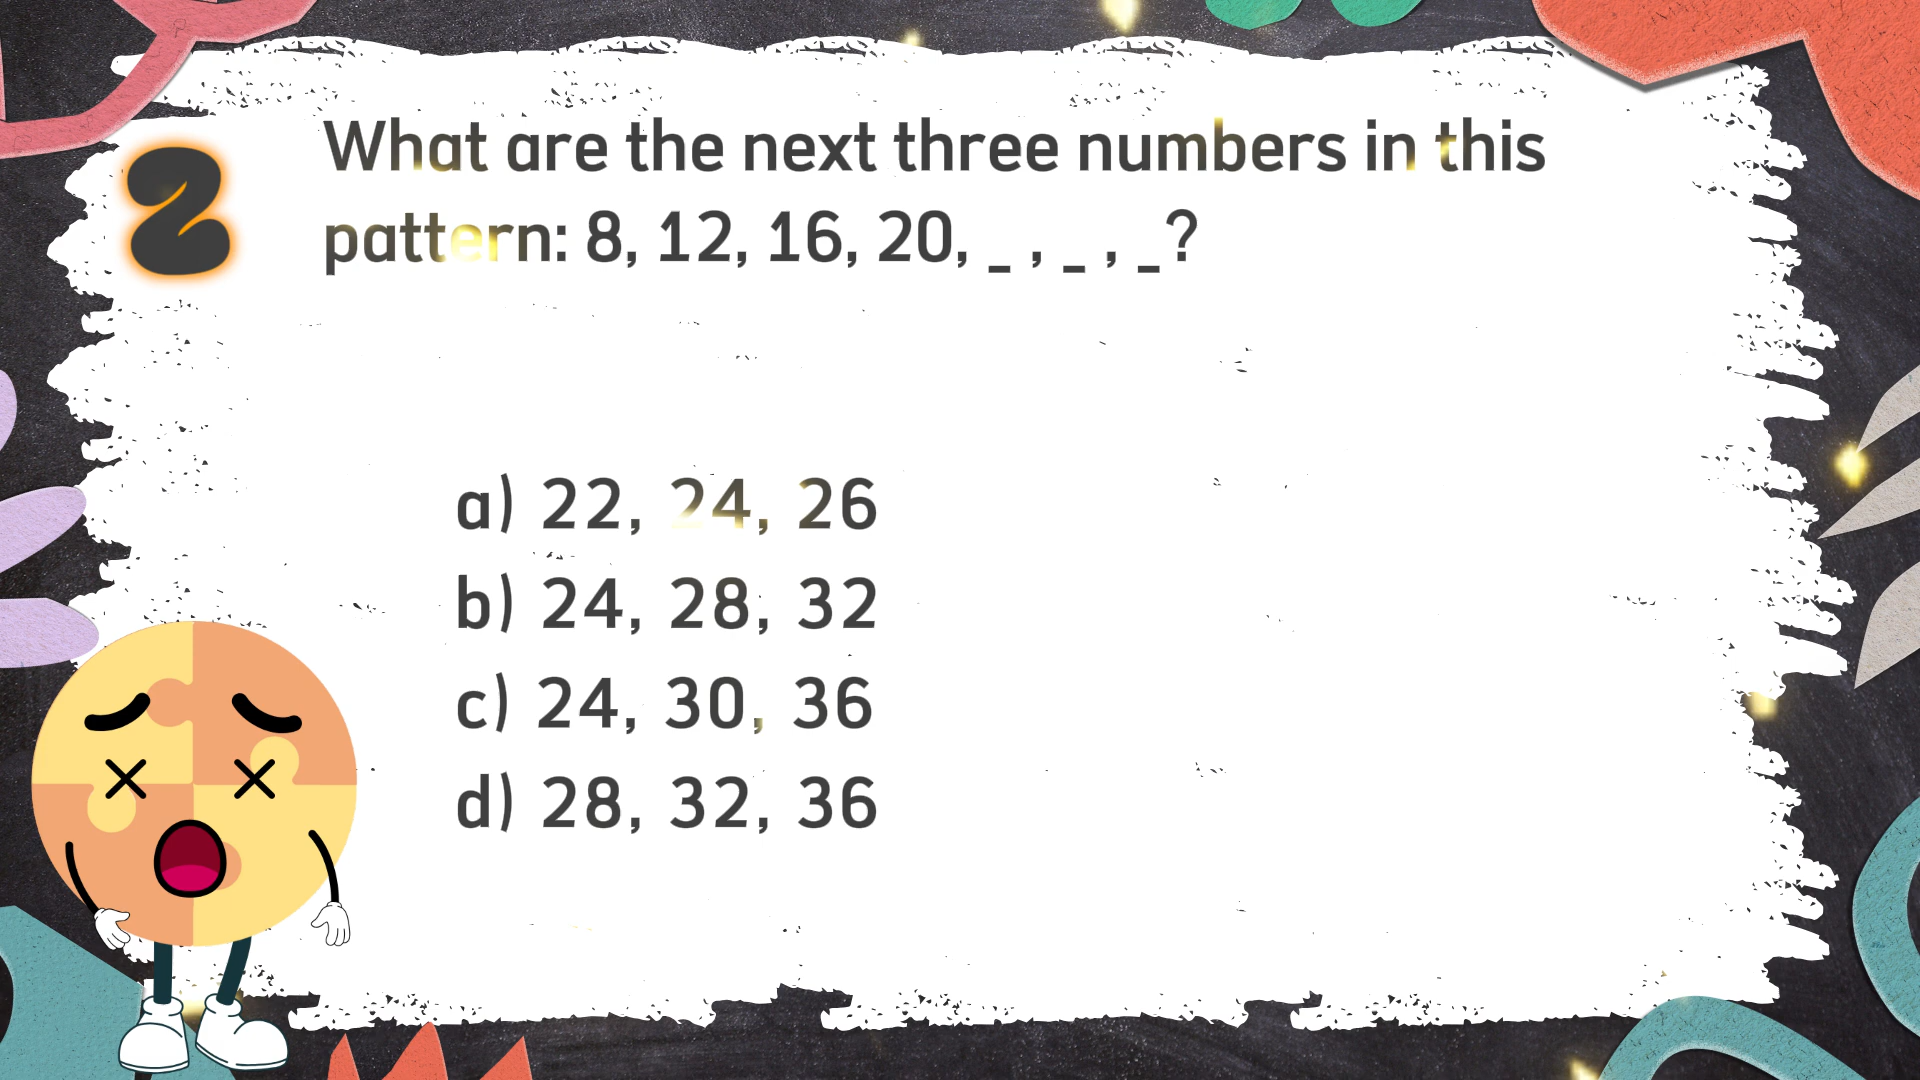 2
What are the next three numbers in this
pattern: 8, 12, 16, 20, _ , _ , _?
a) 22, 24, 26
b) 24, 28, 32
c) 24, 30, 36
d) 28, 32, 36